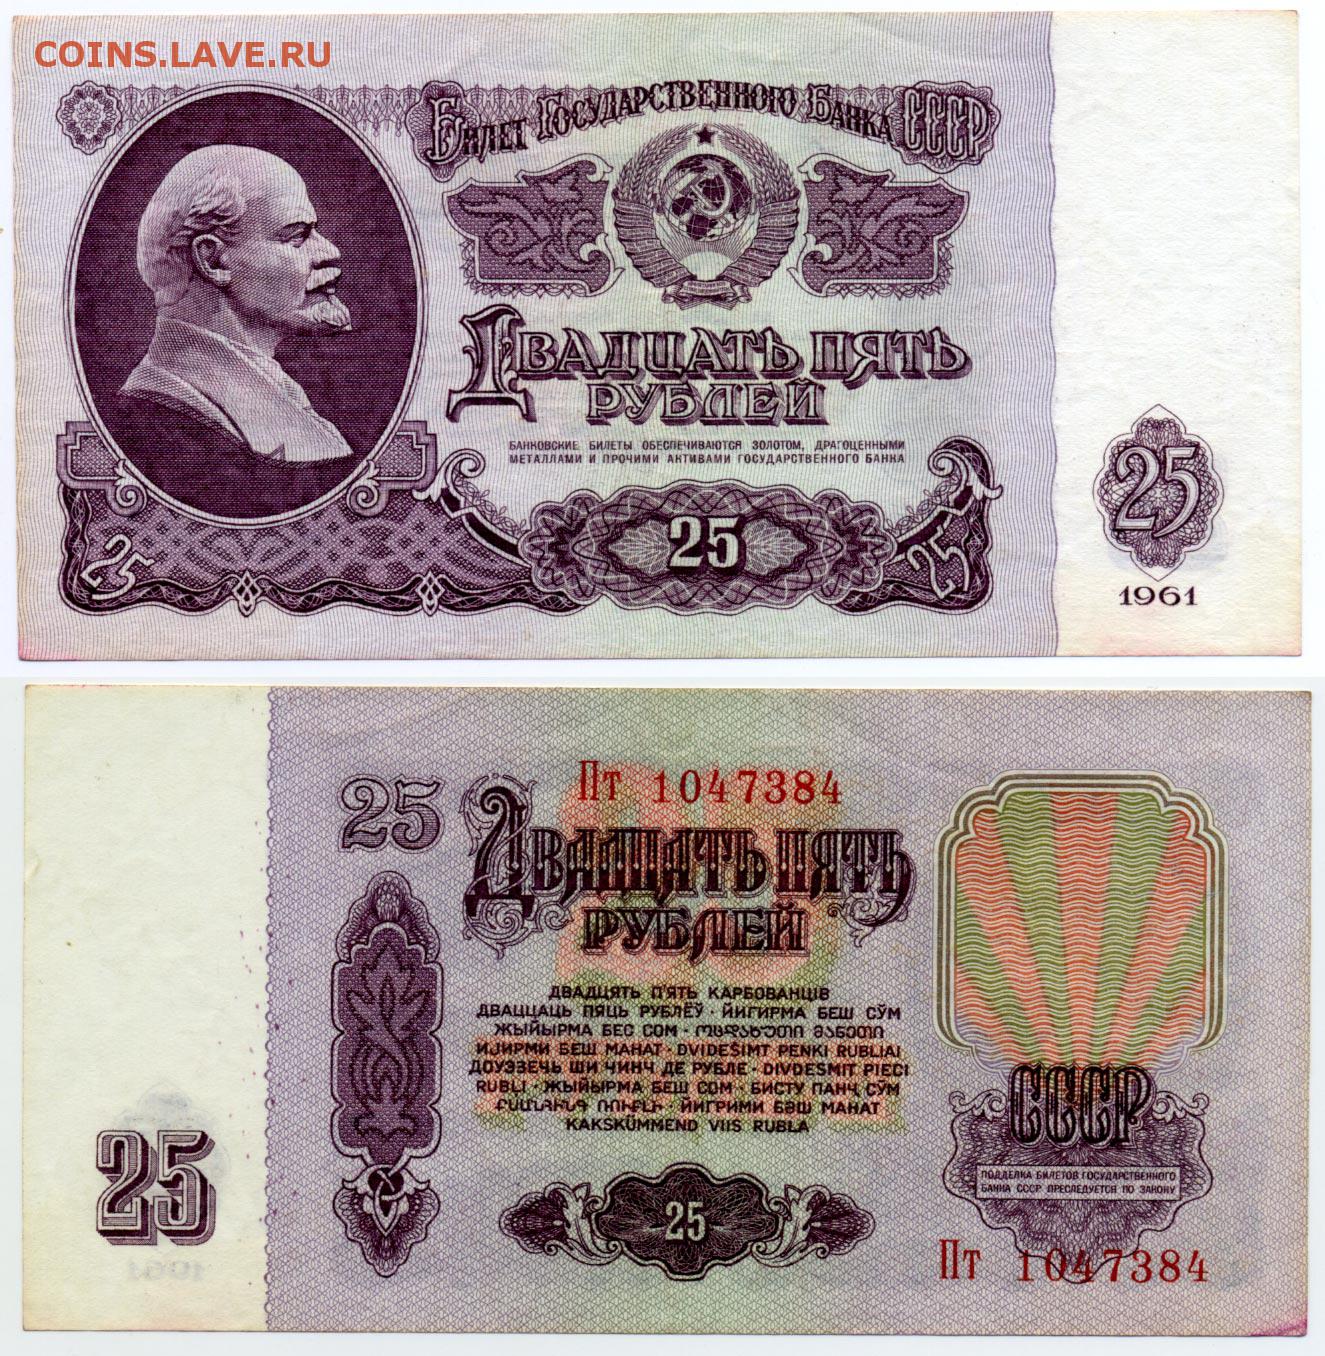 COINS.LAVE.RU
Билет Государственного Банка СССР
Двадцать пять
рублей
БАНКОВСКИЕ БИЛЕТЫ ОБЕСПЕЧИВАЮТСЯ ЗОЛОТОМ, ДРАГОЦЕННЫМИ
МЕТАЛЛАМИ И ПРОЧИМИ АКТИВАМИ ГОСУДАРСТВЕННОГО БАНКА
25
25
25
25
1961
Пт 1047384
25
Двадцать пять
рублей
ДВАДЦЯТЬ П'ЯТЬ КАРБОВАНЦІВ
ДВАЦЦАЦЬ ПЯЦЬ РУБЛЁЎ · ЙИГИРМА БЕШ СЎМ
ЖЫЙЫРМА БЕС СОМ · ოცდახუთი მანეთი
ИЈИРМИ БЕШ МАНАТ · DVIDEŠIMT PENKI RUBLIAI
ДОУЭЗЕЧЬ ШИ ЧИНЧ ДЕ РУБЛЕ · DIVDESMIT PIECI
RUBĻI · ЖЫЙЫРМА БЕШ СОМ · БИСТУ ПАНҶ СЎМ
ՔՍԱՆՀԻՆԳ ՌՈՒԲԼԻ · ЙИГРИМИ БӘШ МАНАТ
KAKSKÜMMEND VIIS RUBLA
СССР
ПОДДЕЛКА БИЛЕТОВ ГОСУДАРСТВЕННОГО
БАНКА СССР ПРЕСЛЕДУЕТСЯ ПО ЗАКОНУ
25
25
Пт 1047384